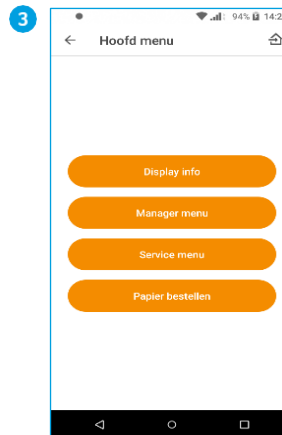 3
94% 14:2
Hoofd menu
Display info
Manager menu
Service menu
Papier bestellen